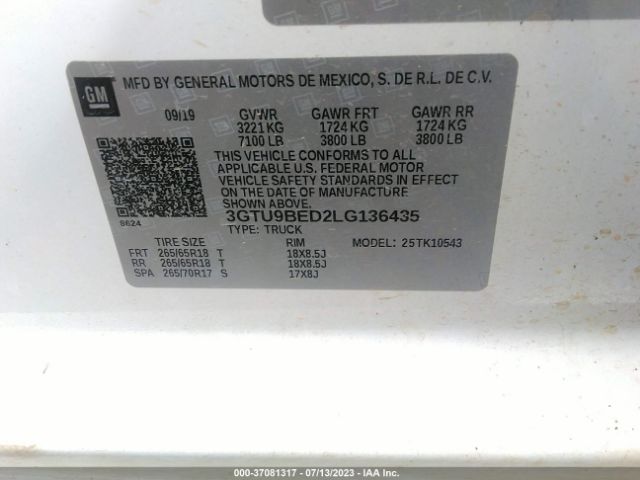 GM
MFD BY GENERAL MOTORS DE MEXICO, S. DE R.L. DE C.V.
09/19 GVWR GAWR FRT GAWR RR
3221 KG 1724 KG 1724 KG
7100 LB 3800 LB 3800 LB
THIS VEHICLE CONFORMS TO ALL
APPLICABLE U.S. FEDERAL MOTOR
VEHICLE SAFETY STANDARDS IN EFFECT
ON THE DATE OF MANUFACTURE
SHOWN ABOVE.
3GTU9BED2LG136435
8624 TYPE: TRUCK
TIRE SIZE RIM MODEL: 25TK10543
FRT 265/65R18 T 18X8.5J
RR 265/65R18 T 18X8.5J
SPA 265/70R17 S 17X8J
000-37081317 - 07/13/2023 - IAA Inc.